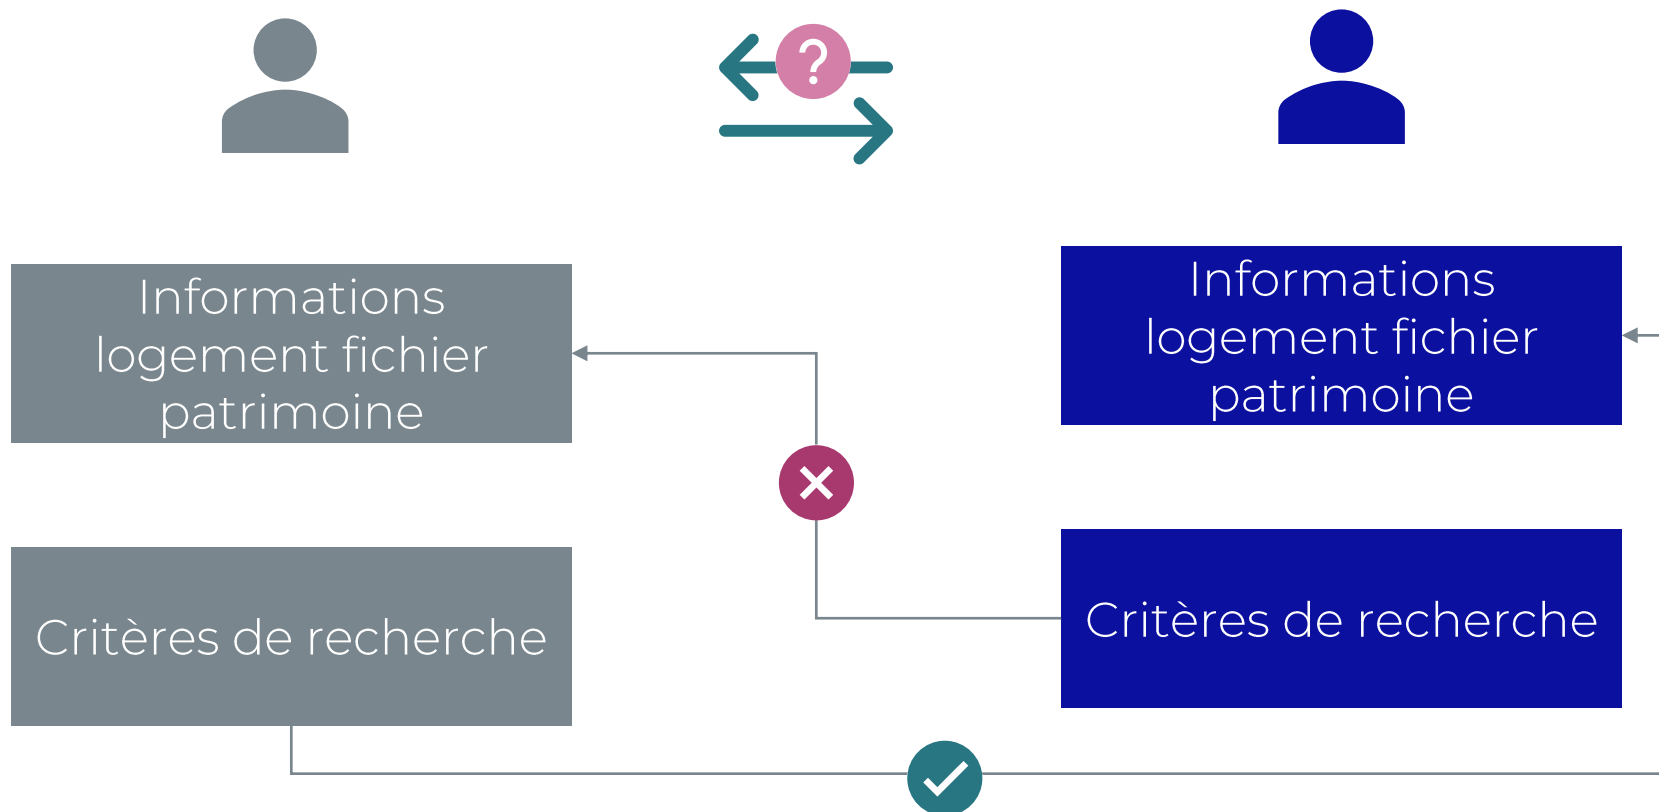 ?
Informations
logement fichier
patrimoine
Informations
logement fichier
patrimoine
Critères de recherche
Critères de recherche